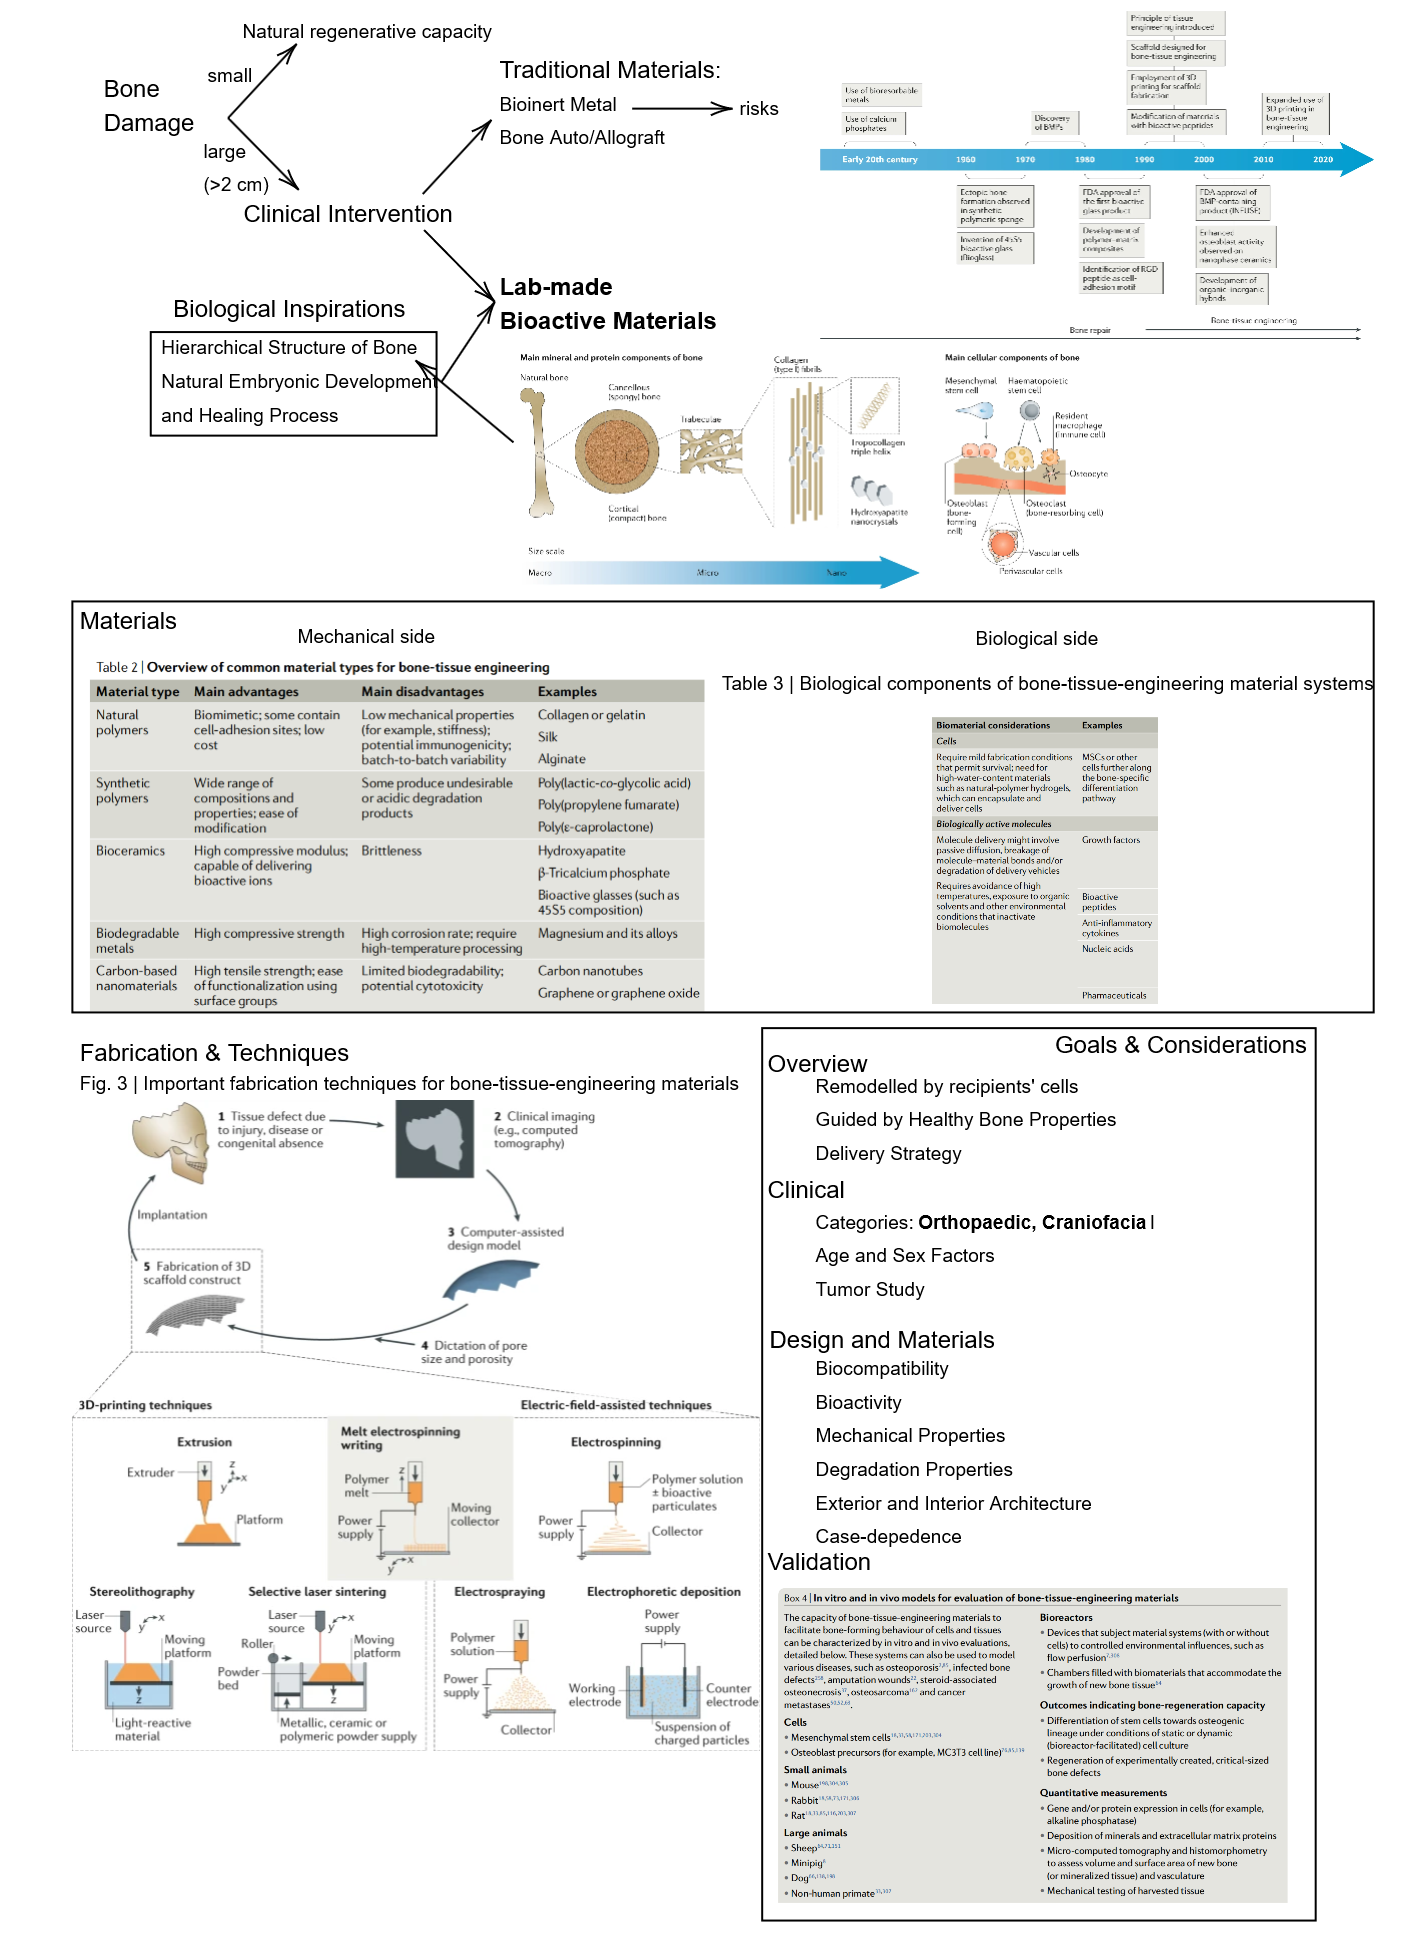 Natural regenerative capacity
small
Bone
Damage
large
(>2 cm)
Clinical Intervention
Traditional Materials:
Bioinert Metal
risks
Bone Auto/Allograft
Principle of tissue
engineering introduced
Scaffold designed for
bone-tissue engineering
Employment of 3D
printing for scaffold
fabrication
Modification of materials
with bioactive peptides
Use of bioresorbable
metals
Use of calcium
phosphates
Discovery
of BMPs
Expanded use of
3D printing in
bone-tissue
engineering
Early 20th century
1960
1970
1980
1990
2000
2010
2020
Ectopic bone
formation observed
in synthetic
polymeric sponge
Invention of 45S5
bioactive glass
(Bioglass)
FDA approval of
the first bioactive
glass product
Development of
polymer-matrix
composites
Identification of RGD
peptide as cell-
adhesion motif
FDA approval of
BMP-containing
product (INFUSE)
Enhanced
osteoblast activity
observed on
nanophase ceramics
Development of
organic-inorganic
hybrids
Bone-tissue engineering
Bone repair
Lab-made
Bioactive Materials
Biological Inspirations
Hierarchical Structure of Bone
Natural Embryonic Development
and Healing Process
Main mineral and protein components of bone
Natural bone
Cancellous
(spongy) bone
Trabeculae
Collagen
(type I) fibrils
Tropocollagen
triple helix
Hydroxyapatite
nanocrystals
Cortical
(compact) bone
Size scale
Macro
Micro
Nano
Main cellular components of bone
Mesenchymal
stem cell
Haematopoietic
stem cell
Resident
macrophage
(immune cell)
Osteocyte
Osteoblast
(bone-
forming
cell)
Osteoclast
(bone-resorbing cell)
Vascular cells
Perivascular cells
Materials
Mechanical side
Biological side
Table 2 | Overview of common material types for bone-tissue engineering
Material type Main advantages Main disadvantages Examples
Natural
polymers
Biomimetic; some contain
cell-adhesion sites; low
cost
Low mechanical properties
(for example, stiffness);
potential immunogenicity;
batch-to-batch variability
Collagen or gelatin
Silk
Alginate
Synthetic
polymers
Wide range of
compositions and
properties; ease of
modification
Some produce undesirable
or acidic degradation
products
Poly(lactic-co-glycolic acid)
Poly(propylene fumarate)
Poly(ε-caprolactone)
Bioceramics
High compressive modulus;
capable of delivering
bioactive ions
Brittleness
Hydroxyapatite
β-Tricalcium phosphate
Bioactive glasses (such as
45S5 composition)
Biodegradable
metals
High compressive strength
High corrosion rate; require
high-temperature processing
Magnesium and its alloys
Carbon-based
nanomaterials
High tensile strength; ease
of functionalization using
surface groups
Limited biodegradability;
potential cytotoxicity
Carbon nanotubes
Graphene or graphene oxide
Table 3 | Biological components of bone-tissue-engineering material systems
Biomaterial considerations Examples
Cells
Require mild fabrication conditions
that permit survival; need for
high-water-content materials
such as natural-polymer hydrogels,
which can encapsulate and
deliver cells
MSCs or other
cells further along
the bone-specific
differentiation
pathway
Biologically active molecules
Molecule delivery might involve
passive diffusion, breakage of
molecule-material bonds and/or
degradation of delivery vehicles
Requires avoidance of high
temperatures, exposure to organic
solvents and other environmental
conditions that inactivate
biomolecules
Growth factors
Bioactive
peptides
Anti-inflammatory
cytokines
Nucleic acids
Pharmaceuticals
Fabrication & Techniques
Fig. 3 | Important fabrication techniques for bone-tissue-engineering materials
1 Tissue defect due
to injury, disease or
congenital absence
2 Clinical imaging
(e.g., computed
tomography)
3 Computer-assisted
design model
4 Dictation of pore
size and porosity
5 Fabrication of 3D
scaffold construct
Implantation
3D-printing techniques
Electric-field-assisted techniques
Extrusion
Extruder
z
x
y
Platform
Melt electrospinning
writing
Polymer
melt
z
Power
supply
Moving
collector
x
y
Electrospinning
Polymer solution
± bioactive
particulates
Power
supply
Collector
Stereolithography
Laser
source
x
y
Moving
platform
z
Light-reactive
material
Selective laser sintering
Laser
source
x
y
Roller
Moving
platform
Powder
bed
z
Metallic, ceramic or
polymeric powder supply
Electrospraying
Polymer
solution
Power
supply
Collector
Electrophoretic deposition
Power
supply
Working
electrode
Counter
electrode
Suspension of
charged particles
Goals & Considerations
Overview
Remodelled by recipients' cells
Guided by Healthy Bone Properties
Delivery Strategy
Clinical
Categories: Orthopaedic, Craniofacia l
Age and Sex Factors
Tumor Study
Design and Materials
Biocompatibility
Bioactivity
Mechanical Properties
Degradation Properties
Exterior and Interior Architecture
Case-depedence
Validation
Box 4 | In vitro and in vivo models for evaluation of bone-tissue-engineering materials
The capacity of bone-tissue-engineering materials to
facilitate bone-forming behaviour of cells and tissues
can be characterized by in vitro and in vivo evaluations,
detailed below. These systems can also be used to model
various diseases, such as osteoporosis, infected bone
defects, amputation wounds, steroid-associated
osteonecrosis, osteosarcoma and cancer
metastases.
Cells
• Mesenchymal stem cells
• Osteoblast precursors (for example, MC3T3 cell line)
Small animals
• Mouse
• Rabbit
• Rat
Large animals
• Sheep
• Minipig
• Dog
• Non-human primate
Bioreactors
• Devices that subject material systems (with or without
cells) to controlled environmental influences, such as
flow perfusion
• Chambers filled with biomaterials that accommodate the
growth of new bone tissue
Outcomes indicating bone-regeneration capacity
• Differentiation of stem cells towards osteogenic
lineage under conditions of static or dynamic
(bioreactor-facilitated) cell culture
• Regeneration of experimentally created, critical-sized
bone defects
Quantitative measurements
• Gene and/or protein expression in cells (for example,
alkaline phosphatase)
• Deposition of minerals and extracellular matrix proteins
• Micro-computed tomography and histomorphometry
to assess volume and surface area of new bone
(or mineralized tissue) and vasculature
• Mechanical testing of harvested tissue